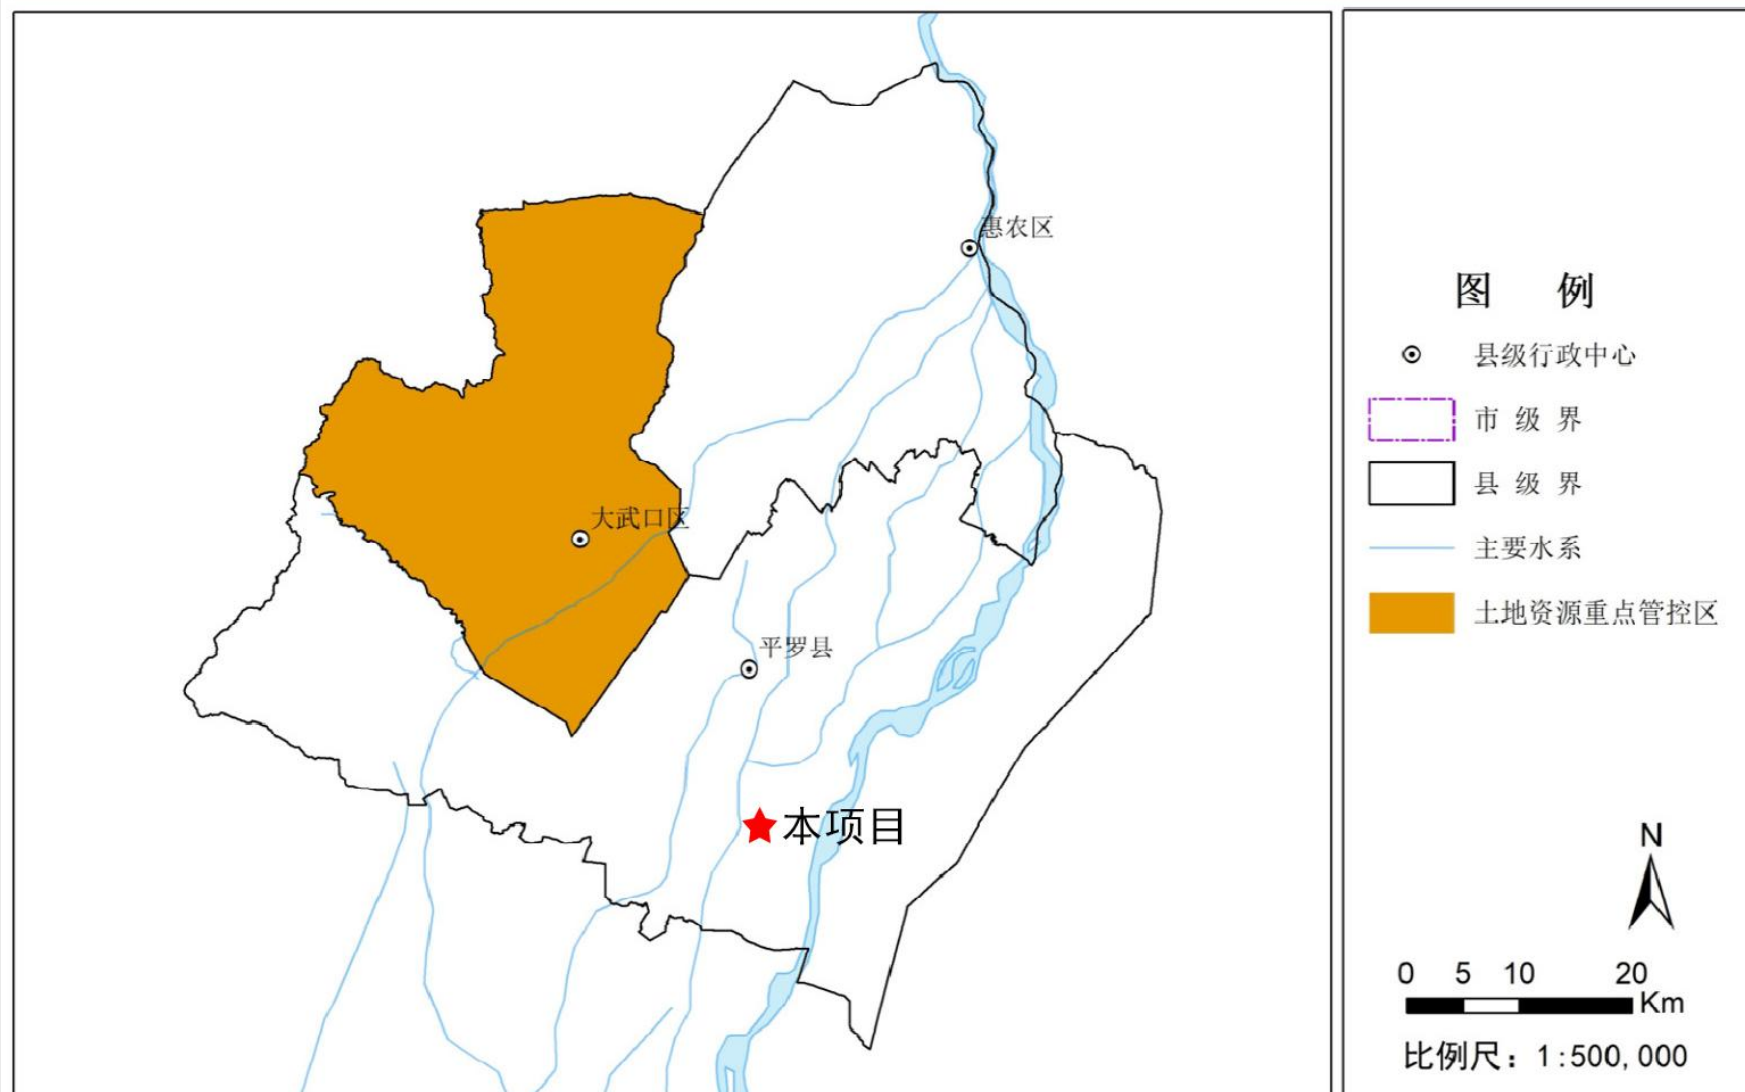 惠农区
大武口区
平罗县
本项目
图 例
县级行政中心
市 级 界
县 级 界
主要水系
土地资源重点管控区
N
0 5 10 20
Km
比例尺：1:500,000